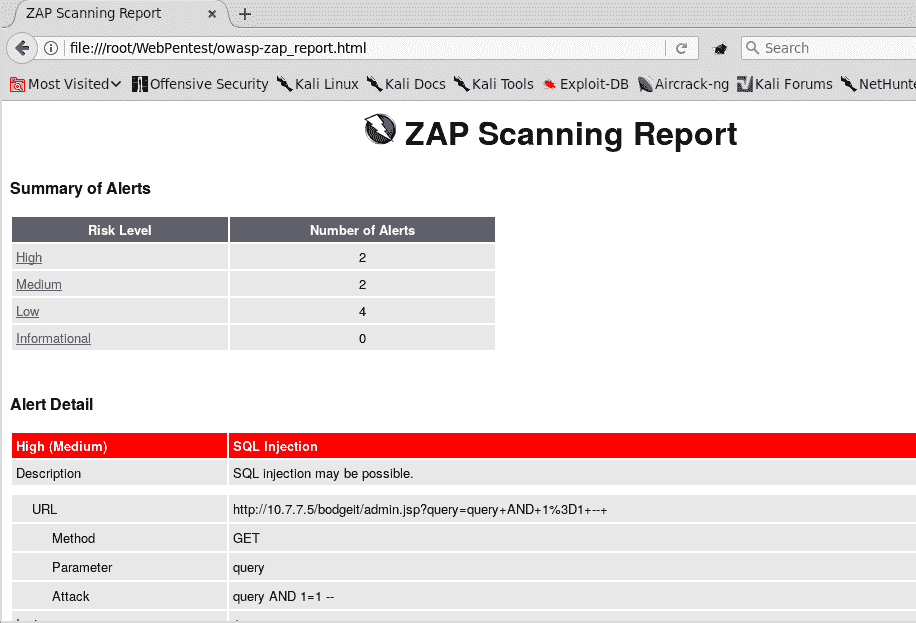 ZAP Scanning Report
file:///root/WebPentest/owasp-zap_report.html
Search
Most Visited Offensive Security Kali Linux Kali Docs Kali Tools Exploit-DB Aircrack-ng Kali Forums NetHunte
ZAP Scanning Report
Summary of Alerts
Risk Level Number of Alerts
High 2
Medium 2
Low 4
Informational 0
Alert Detail
High (Medium) SQL Injection
Description SQL injection may be possible.
URL http://10.7.7.5/bodgeit/admin.jsp?query=query+AND+1%3D1+--+
Method GET
Parameter query
Attack query AND 1=1 --